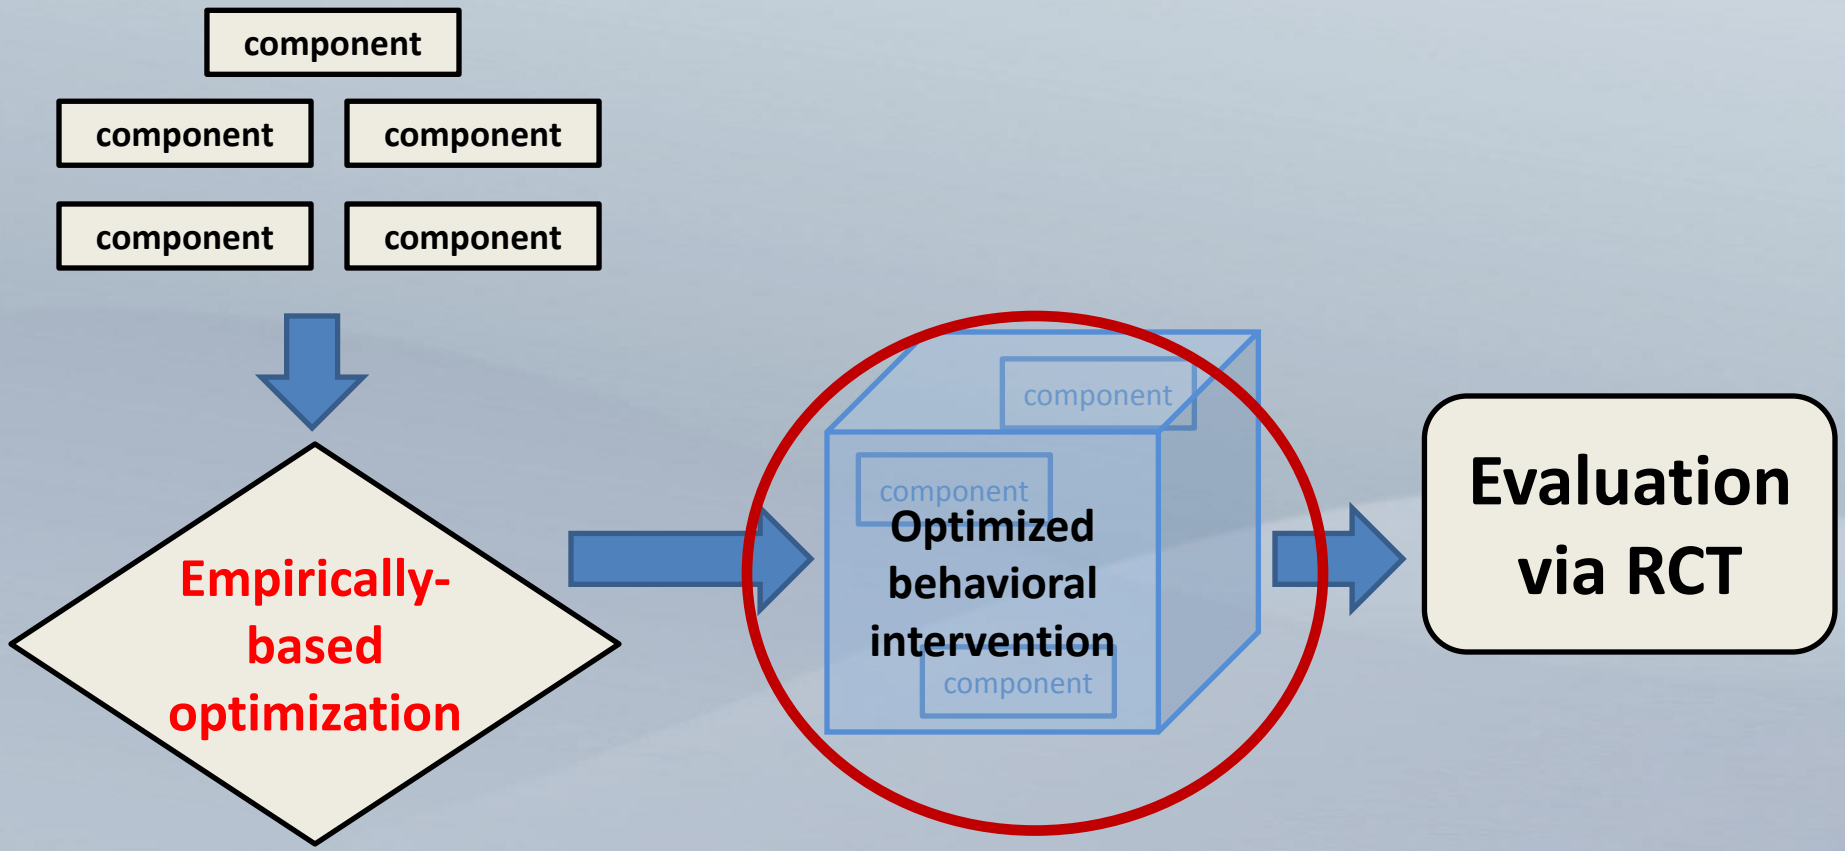 component
component component
component component
Empirically-
based
optimization
component
component
Optimized
behavioral
intervention
component
Evaluation
via RCT